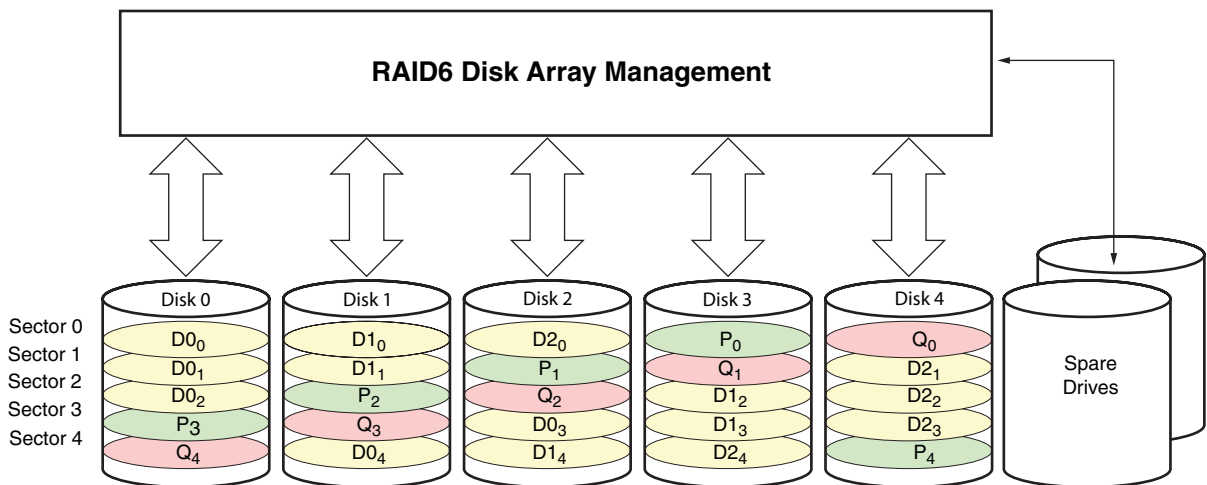 RAID6 Disk Array Management
Disk 0 Disk 1 Disk 2 Disk 3 Disk 4
Sector 0 D0₀ D1₀ D2₀ P₀ Q₀
Sector 1 D0₁ D1₁ P₁ Q₁ D2₁
Sector 2 D0₂ P₂ Q₂ D1₂ D2₂
Sector 3 P₃ Q₃ D0₃ D1₃ D2₃
Sector 4 Q₄ D0₄ D1₄ D2₄ P₄
Spare
Drives